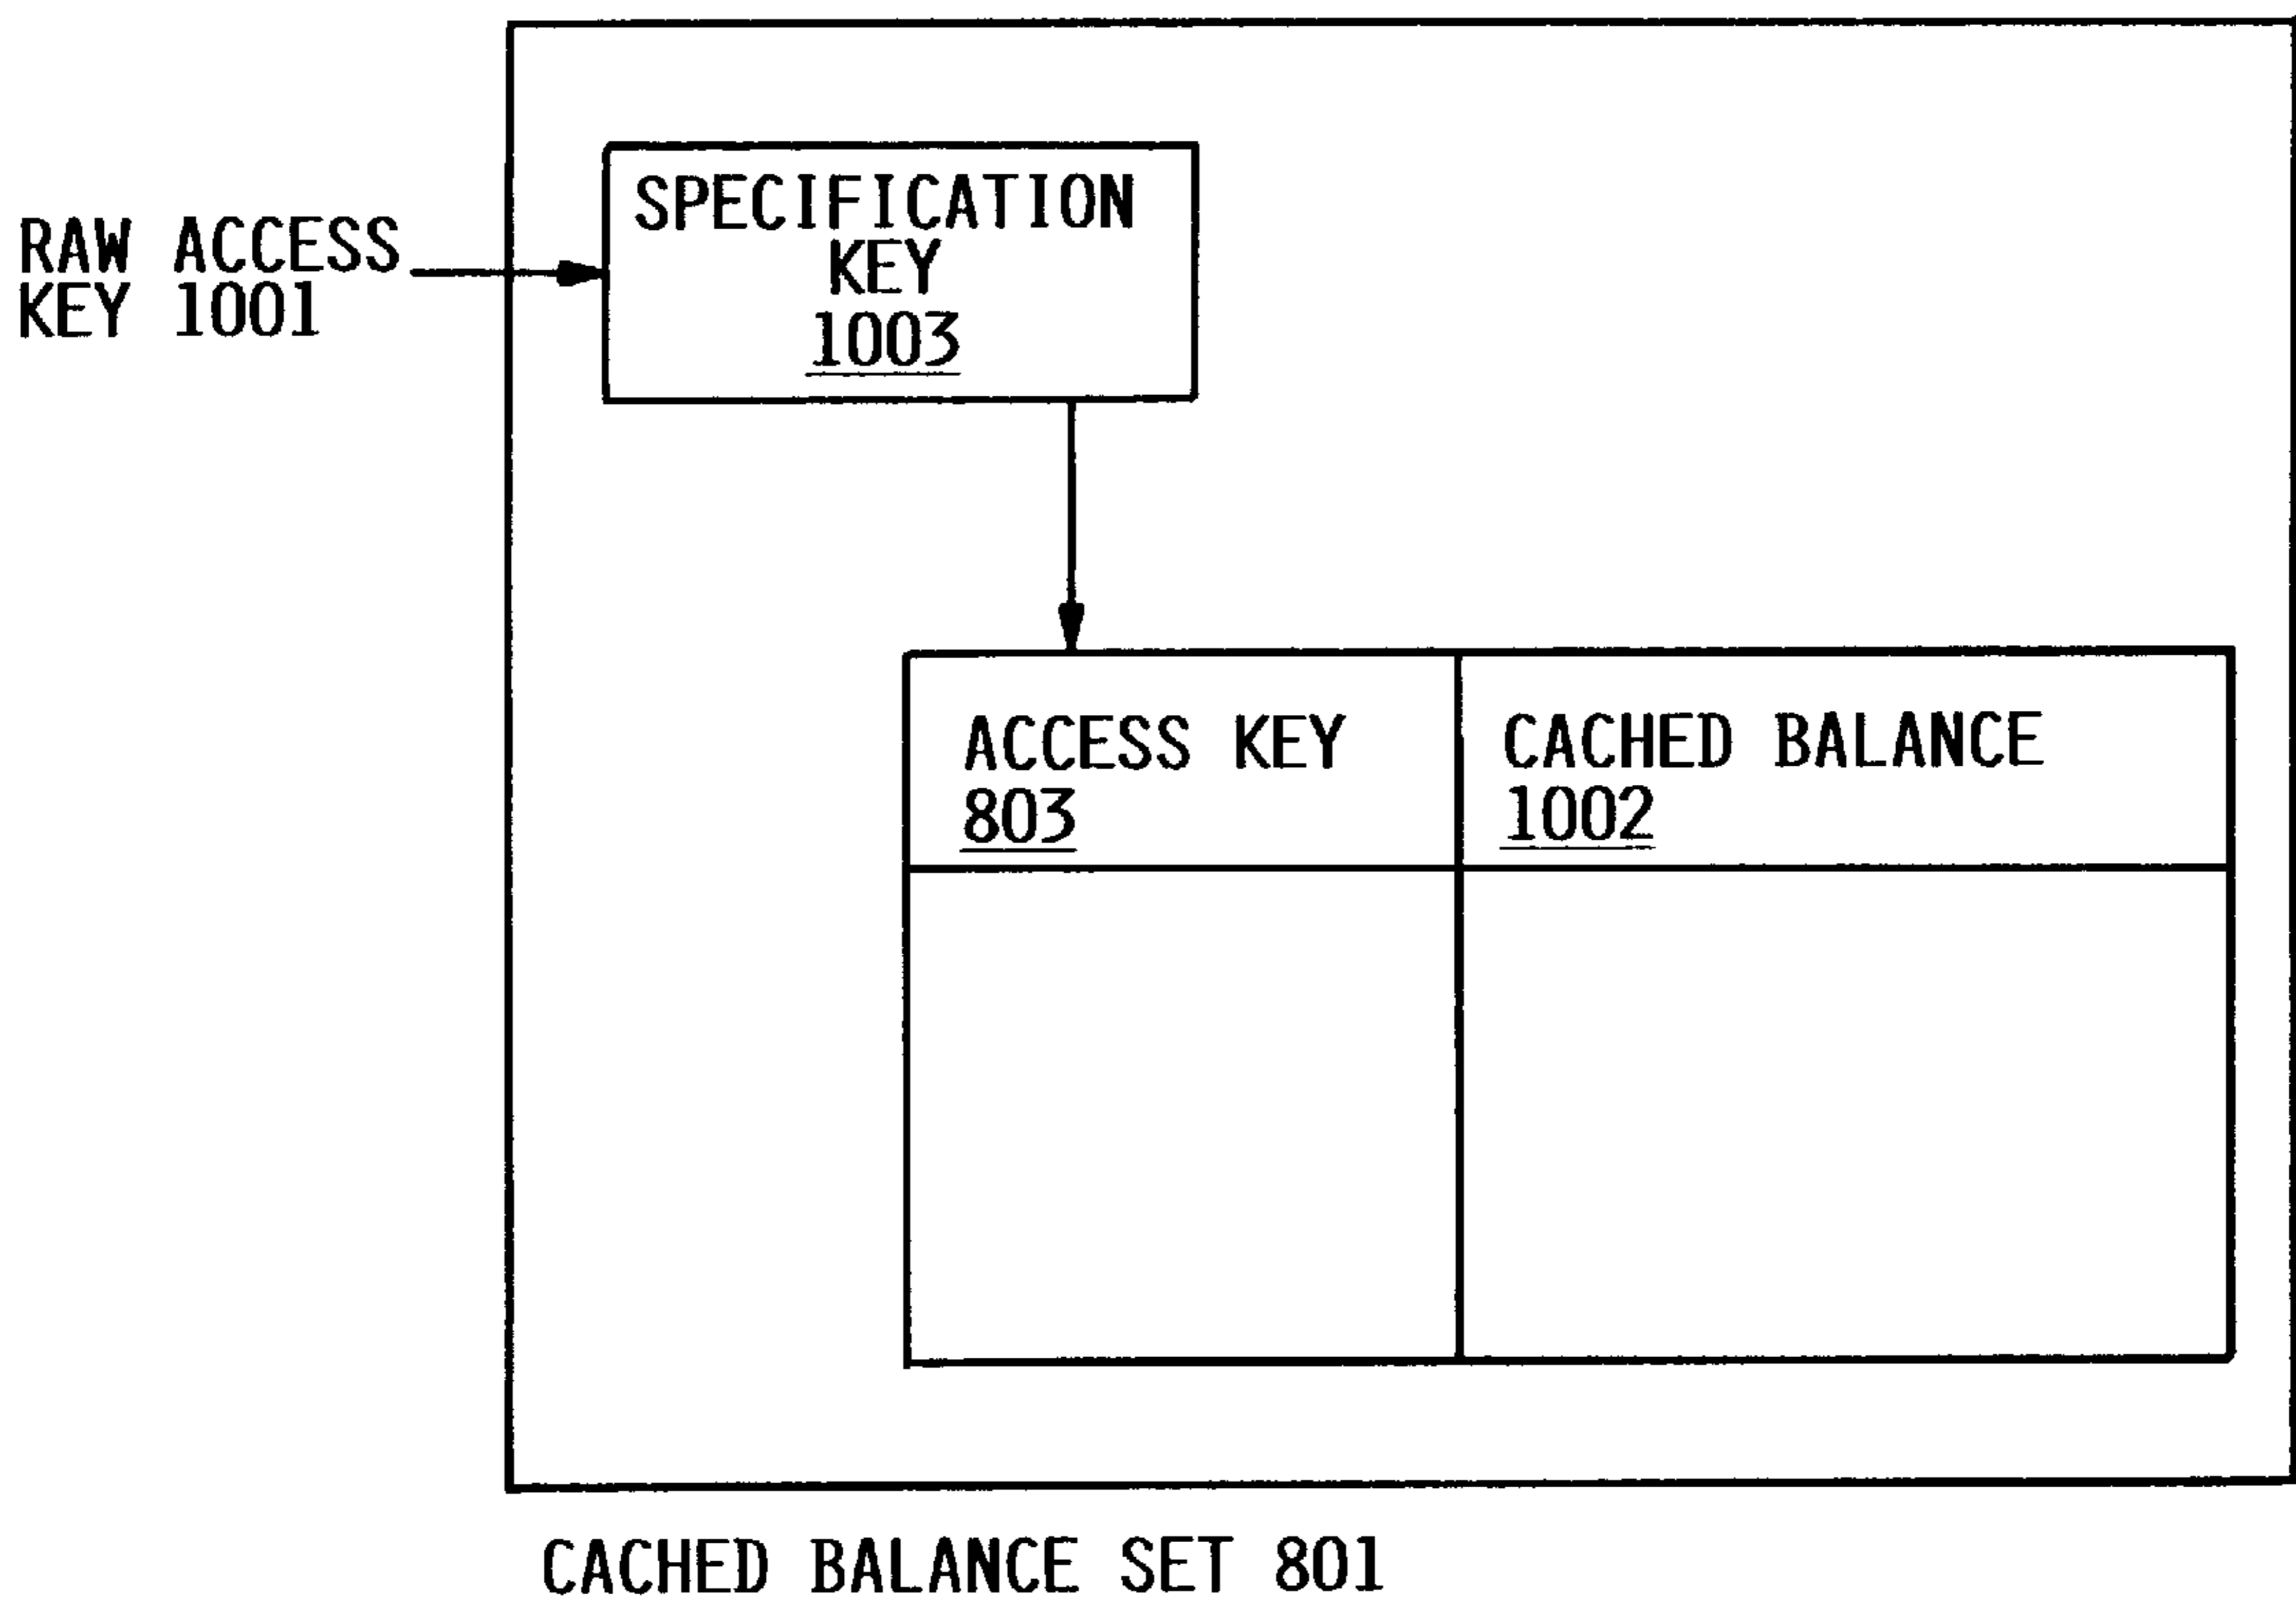 SPECIFICATION
KEY
1003
RAW ACCESS
KEY 1001
ACCESS KEY
803
CACHED BALANCE
1002
CACHED BALANCE SET 801